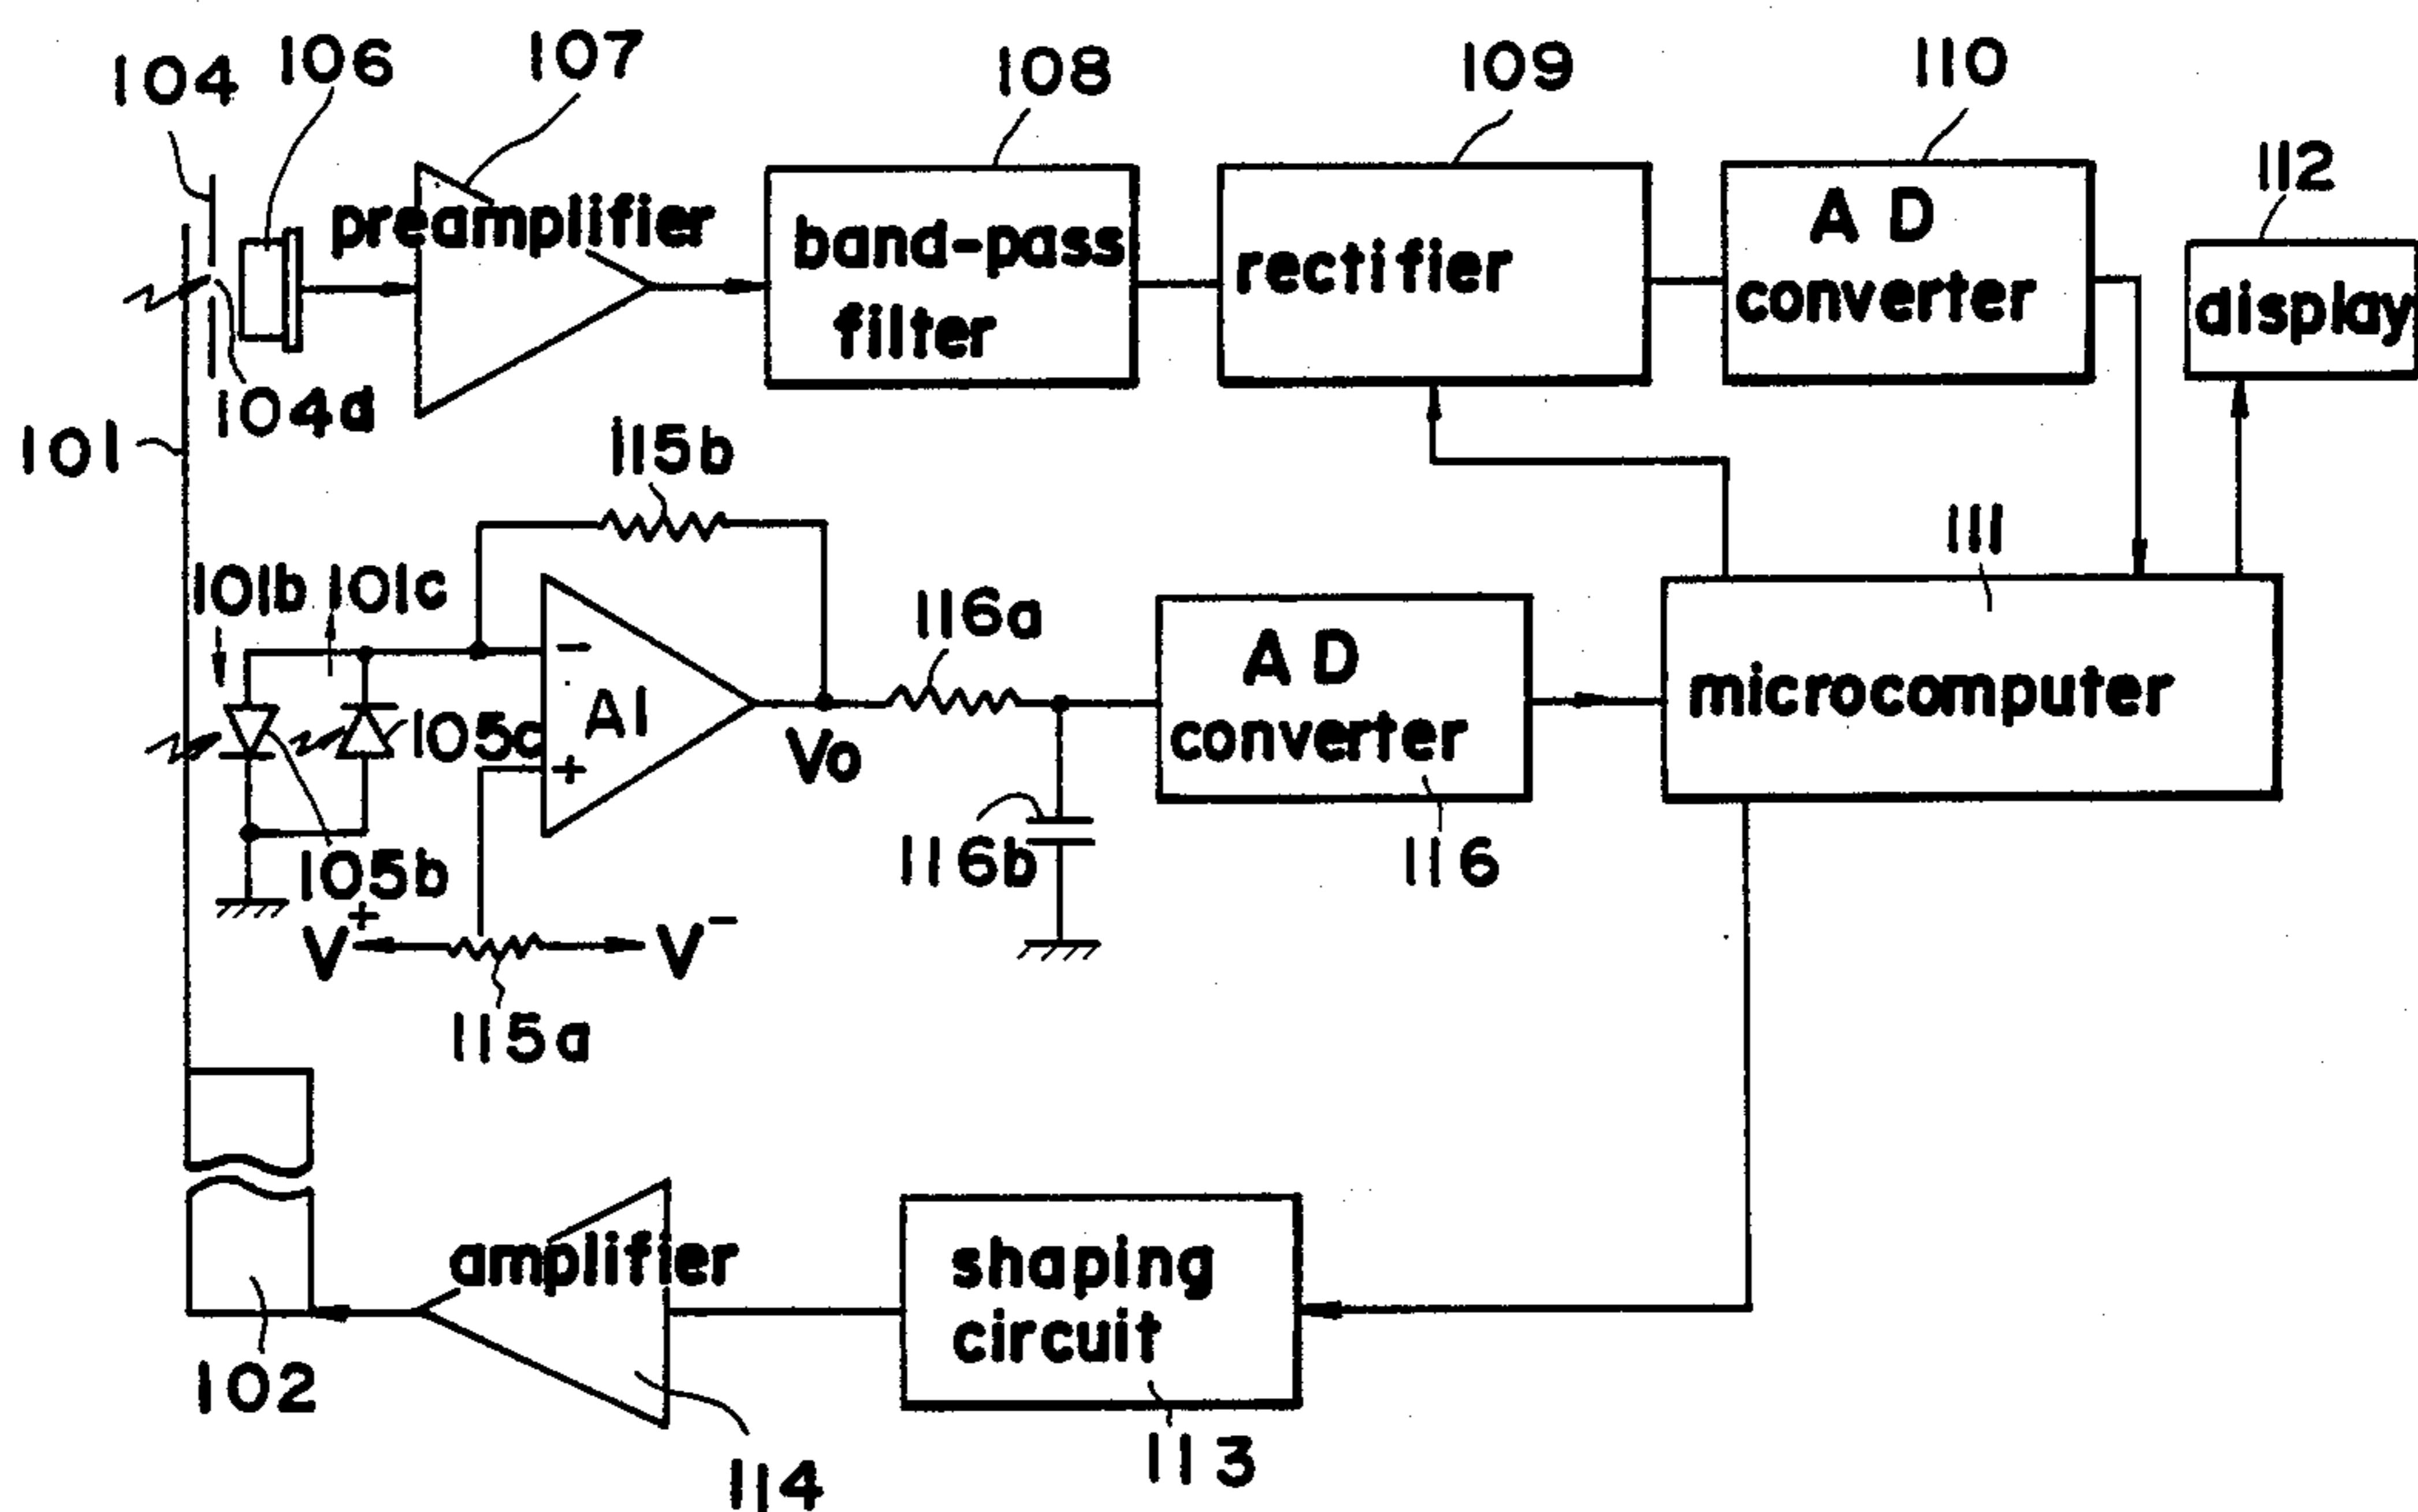 104
106
107
108
109
110
112
preamplifier
band-pass
filter
rectifier
A D
converter
display
104a
101
115b
101b
101c
116a
111
A1
−
+
105c
Vo
A D
converter
microcomputer
105b
116b
116
V+
V−
115a
amplifier
shaping
circuit
102
114
113